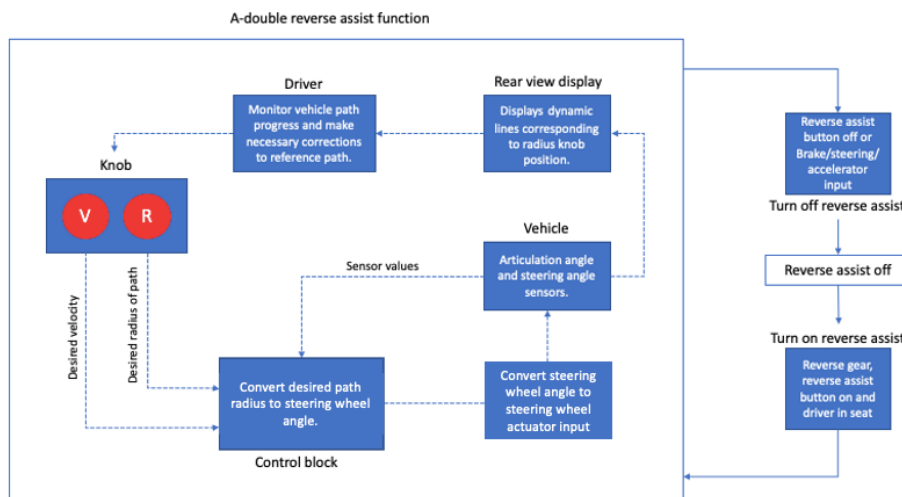 A-double reverse assist function
Driver
Monitor vehicle path
progress and make
necessary corrections
to reference path.
Rear view display
Displays dynamic
lines corresponding
to radius knob
position.
Knob
V
R
Desired velocity
Desired radius of path
Sensor values
Vehicle
Articulation angle
and steering angle
sensors.
Convert desired path
radius to steering wheel
angle.
Control block
Convert steering
wheel angle to
steering wheel
actuator input
Reverse assist
button off or
Brake/steering/
accelerator
input
Turn off reverse assist
Reverse assist off
Turn on reverse assist
Reverse gear,
reverse assist
button on and
driver in seat